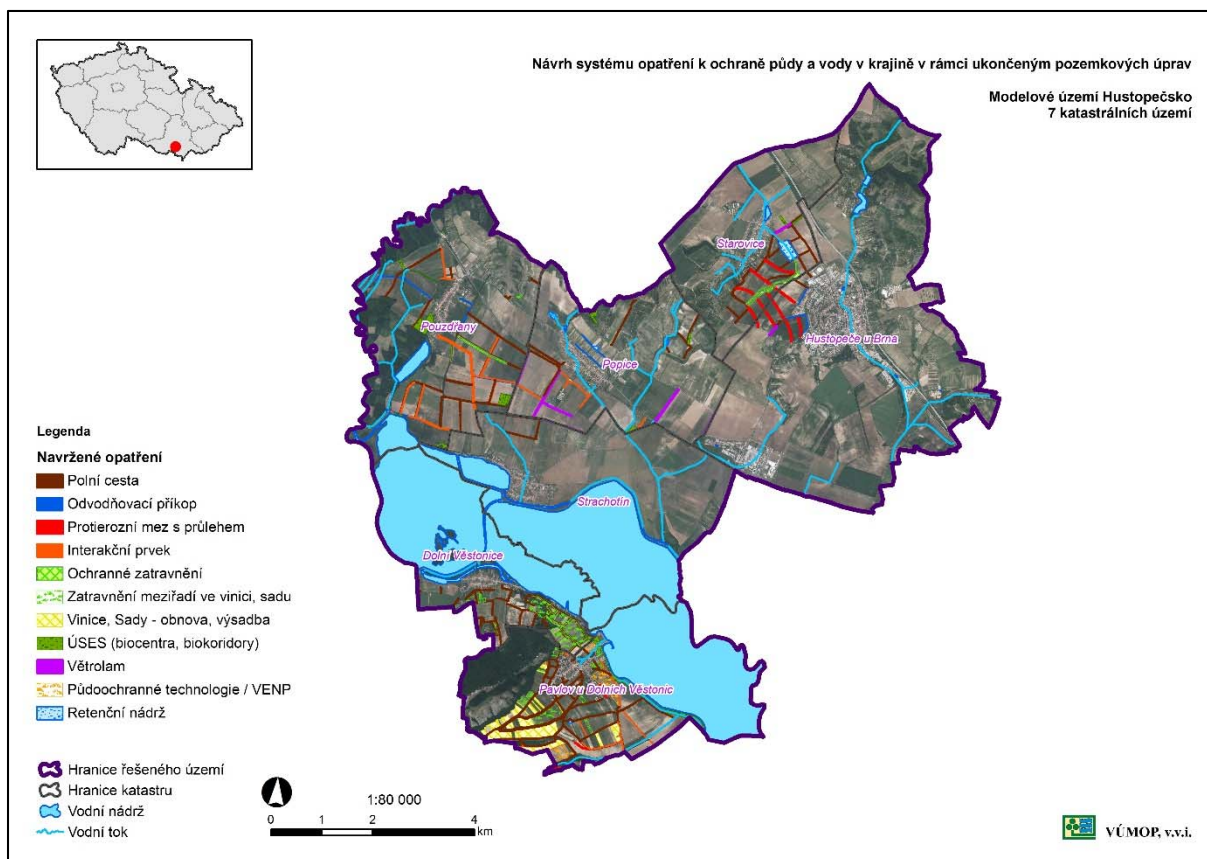 Návrh systému opatření k ochraně půdy a vody v krajině v rámci ukončeným pozemkových úprav
Modelové území Hustopečsko
7 katastrálních území
Starovice
Pouzdřany
Popice
Hustopeče u Brna
Strachotín
Dolní Věstonice
Pavlov u Dolních Věstonic
Legenda
Navržené opatření
Polní cesta
Odvodňovací příkop
Protierozní mez s průlehem
Interakční prvek
Ochranné zatravnění
Zatravnění meziřadí ve vinici, sadu
Vinice, Sady - obnova, výsadba
ÚSES (biocentra, biokoridory)
Větrolam
Půdoochranné technologie / VENP
Retenční nádrž
Hranice řešeného území
Hranice katastru
Vodní nádrž
Vodní tok
1:80 000
0 1 2 4
km
VÚMOP, v.v.i.